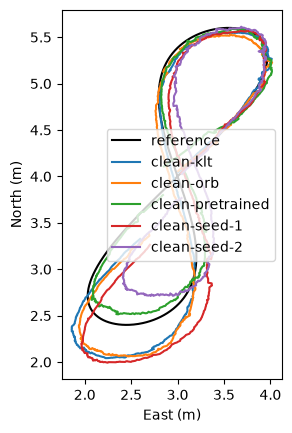 5.5
5.0
4.5
4.0
3.5
3.0
2.5
2.0
North (m)
reference
clean-klt
clean-orb
clean-pretrained
clean-seed-1
clean-seed-2
2.0 2.5 3.0 3.5 4.0
East (m)